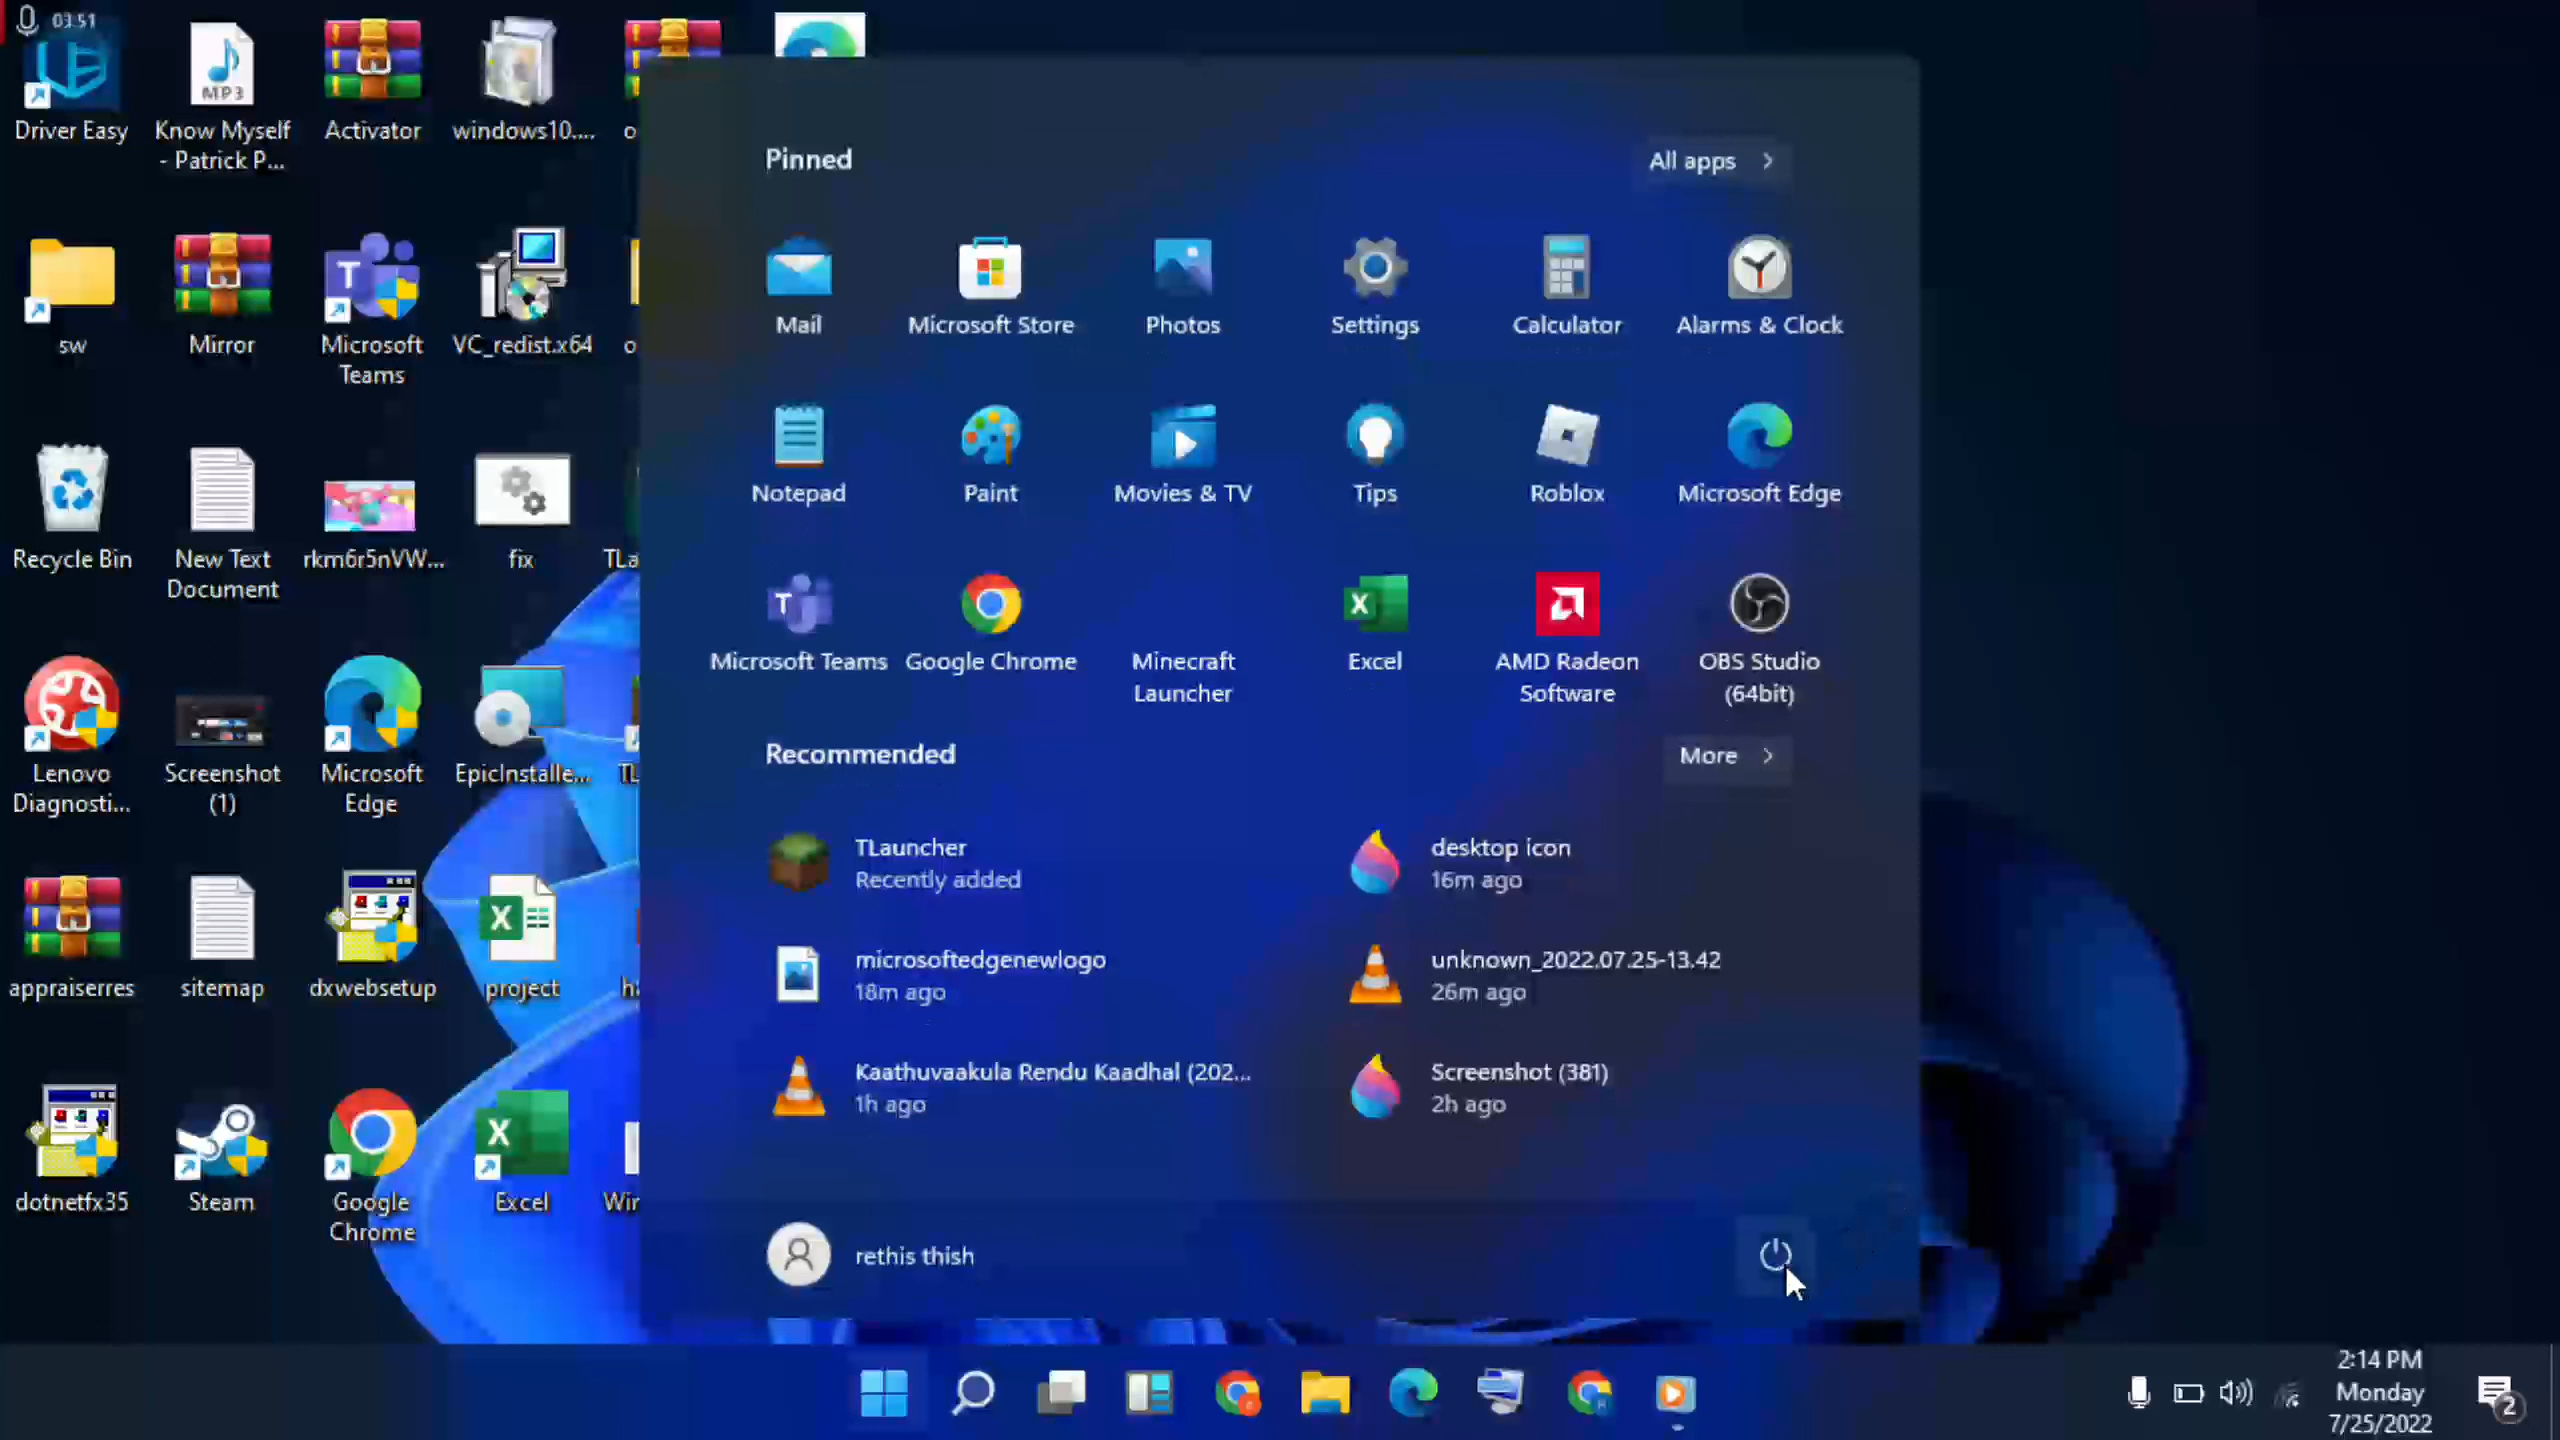 03:51
Driver Easy
Know Myself
- Patrick P...
MP3
Activator
windows10....
sw
Mirror
Microsoft
Teams
VC_redist.x64
Recycle Bin
New Text
Document
rkm6r5nVW...
fix
Lenovo
Diagnosti...
Screenshot
(1)
Microsoft
Edge
EpicInstalle...
appraiserres
sitemap
dxwebsetup
project
dotnetfx35
Steam
Google
Chrome
Excel
Pinned
All apps
Mail
Microsoft Store
Photos
Settings
Calculator
Alarms & Clock
Notepad
Paint
Movies & TV
Tips
Roblox
Microsoft Edge
Microsoft Teams
Google Chrome
Minecraft
Launcher
Excel
AMD Radeon
Software
OBS Studio
(64bit)
Recommended
More
TLauncher
Recently added
desktop icon
16m ago
microsoftedgenewlogo
18m ago
unknown_2022.07.25-13.42
26m ago
Kaathuvaakula Rendu Kaadhal (202...
1h ago
Screenshot (381)
2h ago
rethis thish
2:14 PM
Monday
7/25/2022
2